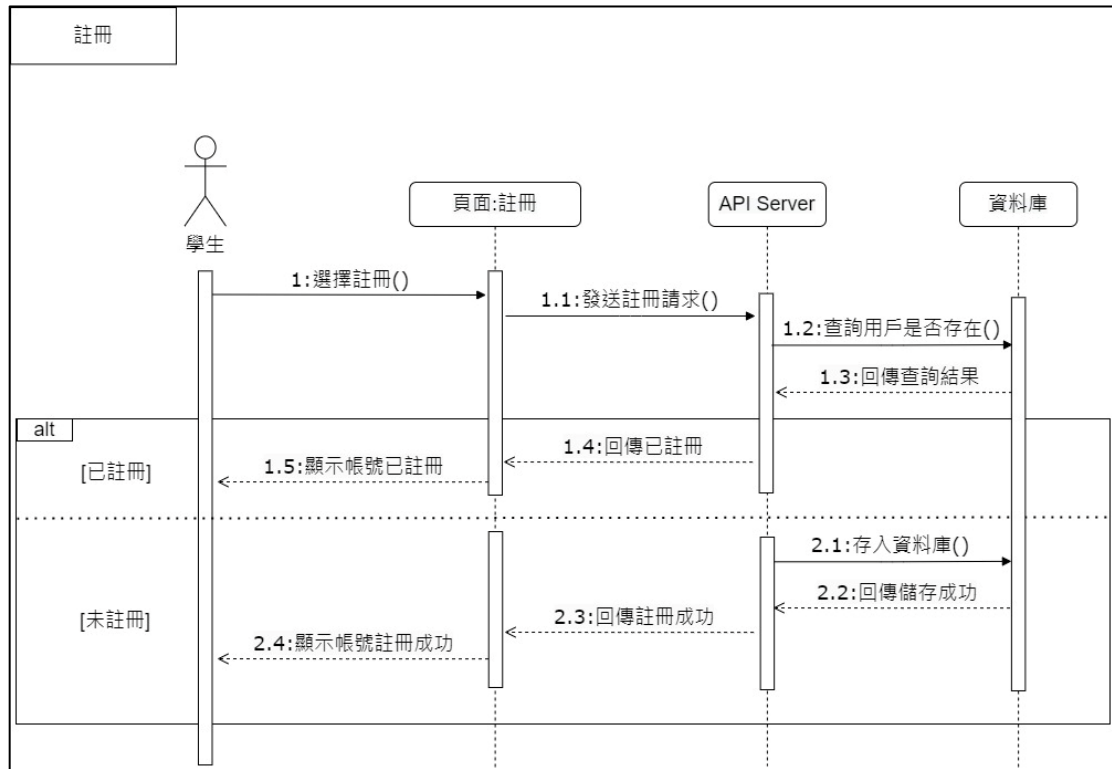 註冊
學生
頁面:註冊
API Server
資料庫
1:選擇註冊()
1.1:發送註冊請求()
1.2:查詢用戶是否存在()
1.3:回傳查詢結果
alt
[已註冊]
1.4:回傳已註冊
1.5:顯示帳號已註冊
[未註冊]
2.1:存入資料庫()
2.2:回傳儲存成功
2.3:回傳註冊成功
2.4:顯示帳號註冊成功